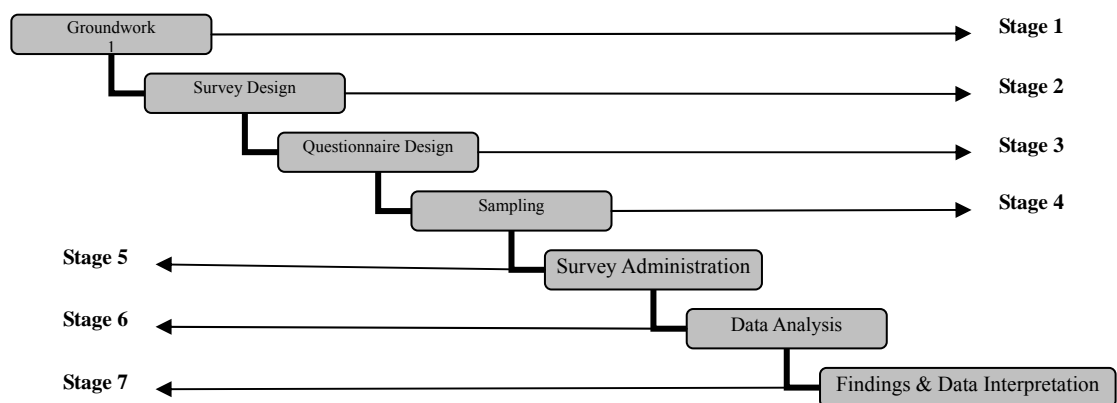 Groundwork
1
Stage 1
Survey Design
Stage 2
Questionnaire Design
Stage 3
Sampling
Stage 4
Stage 5
Survey Administration
Stage 6
Data Analysis
Stage 7
Findings & Data Interpretation